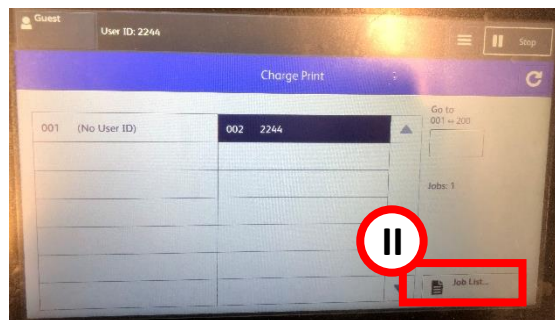 Guest
User ID: 2244
Stop
Charge Print
001 (No User ID)
002 2244
Go to
001 ↔ 200
Jobs: 1
II
Job List...